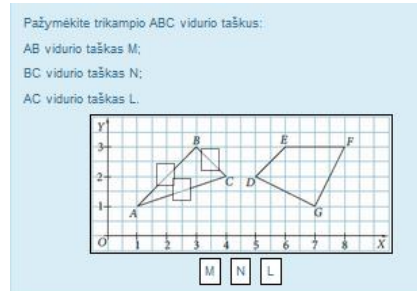 Pažymėkite trikampio ABC vidurio taškus:
AB vidurio taškas M;
BC vidurio taškas N;
AC vidurio taškas L.
Y
3
B
E
F
2
C
D
1
A
G
O
1
2
3
4
5
6
7
8
X
M N L